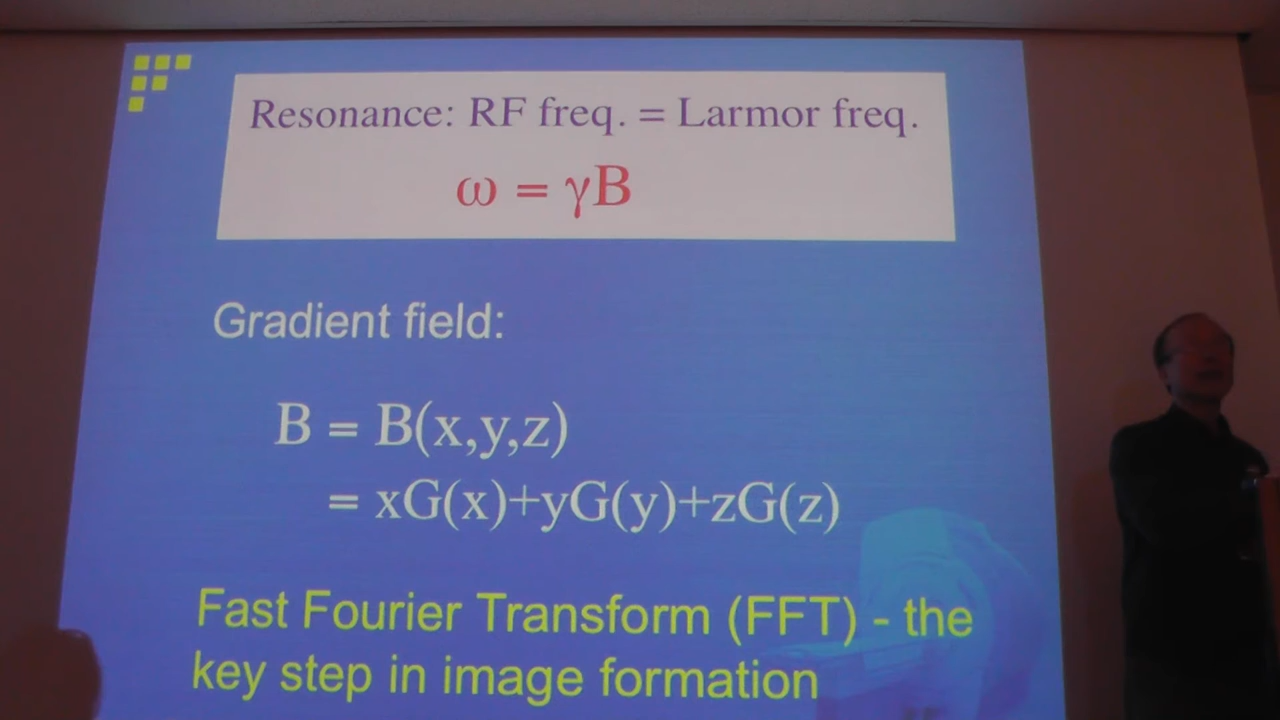 Resonance: RF freq. = Larmor freq.
ω = γB
Gradient field:
B = B(x,y,z)
= xG(x)+yG(y)+zG(z)
Fast Fourier Transform (FFT) - the
key step in image formation